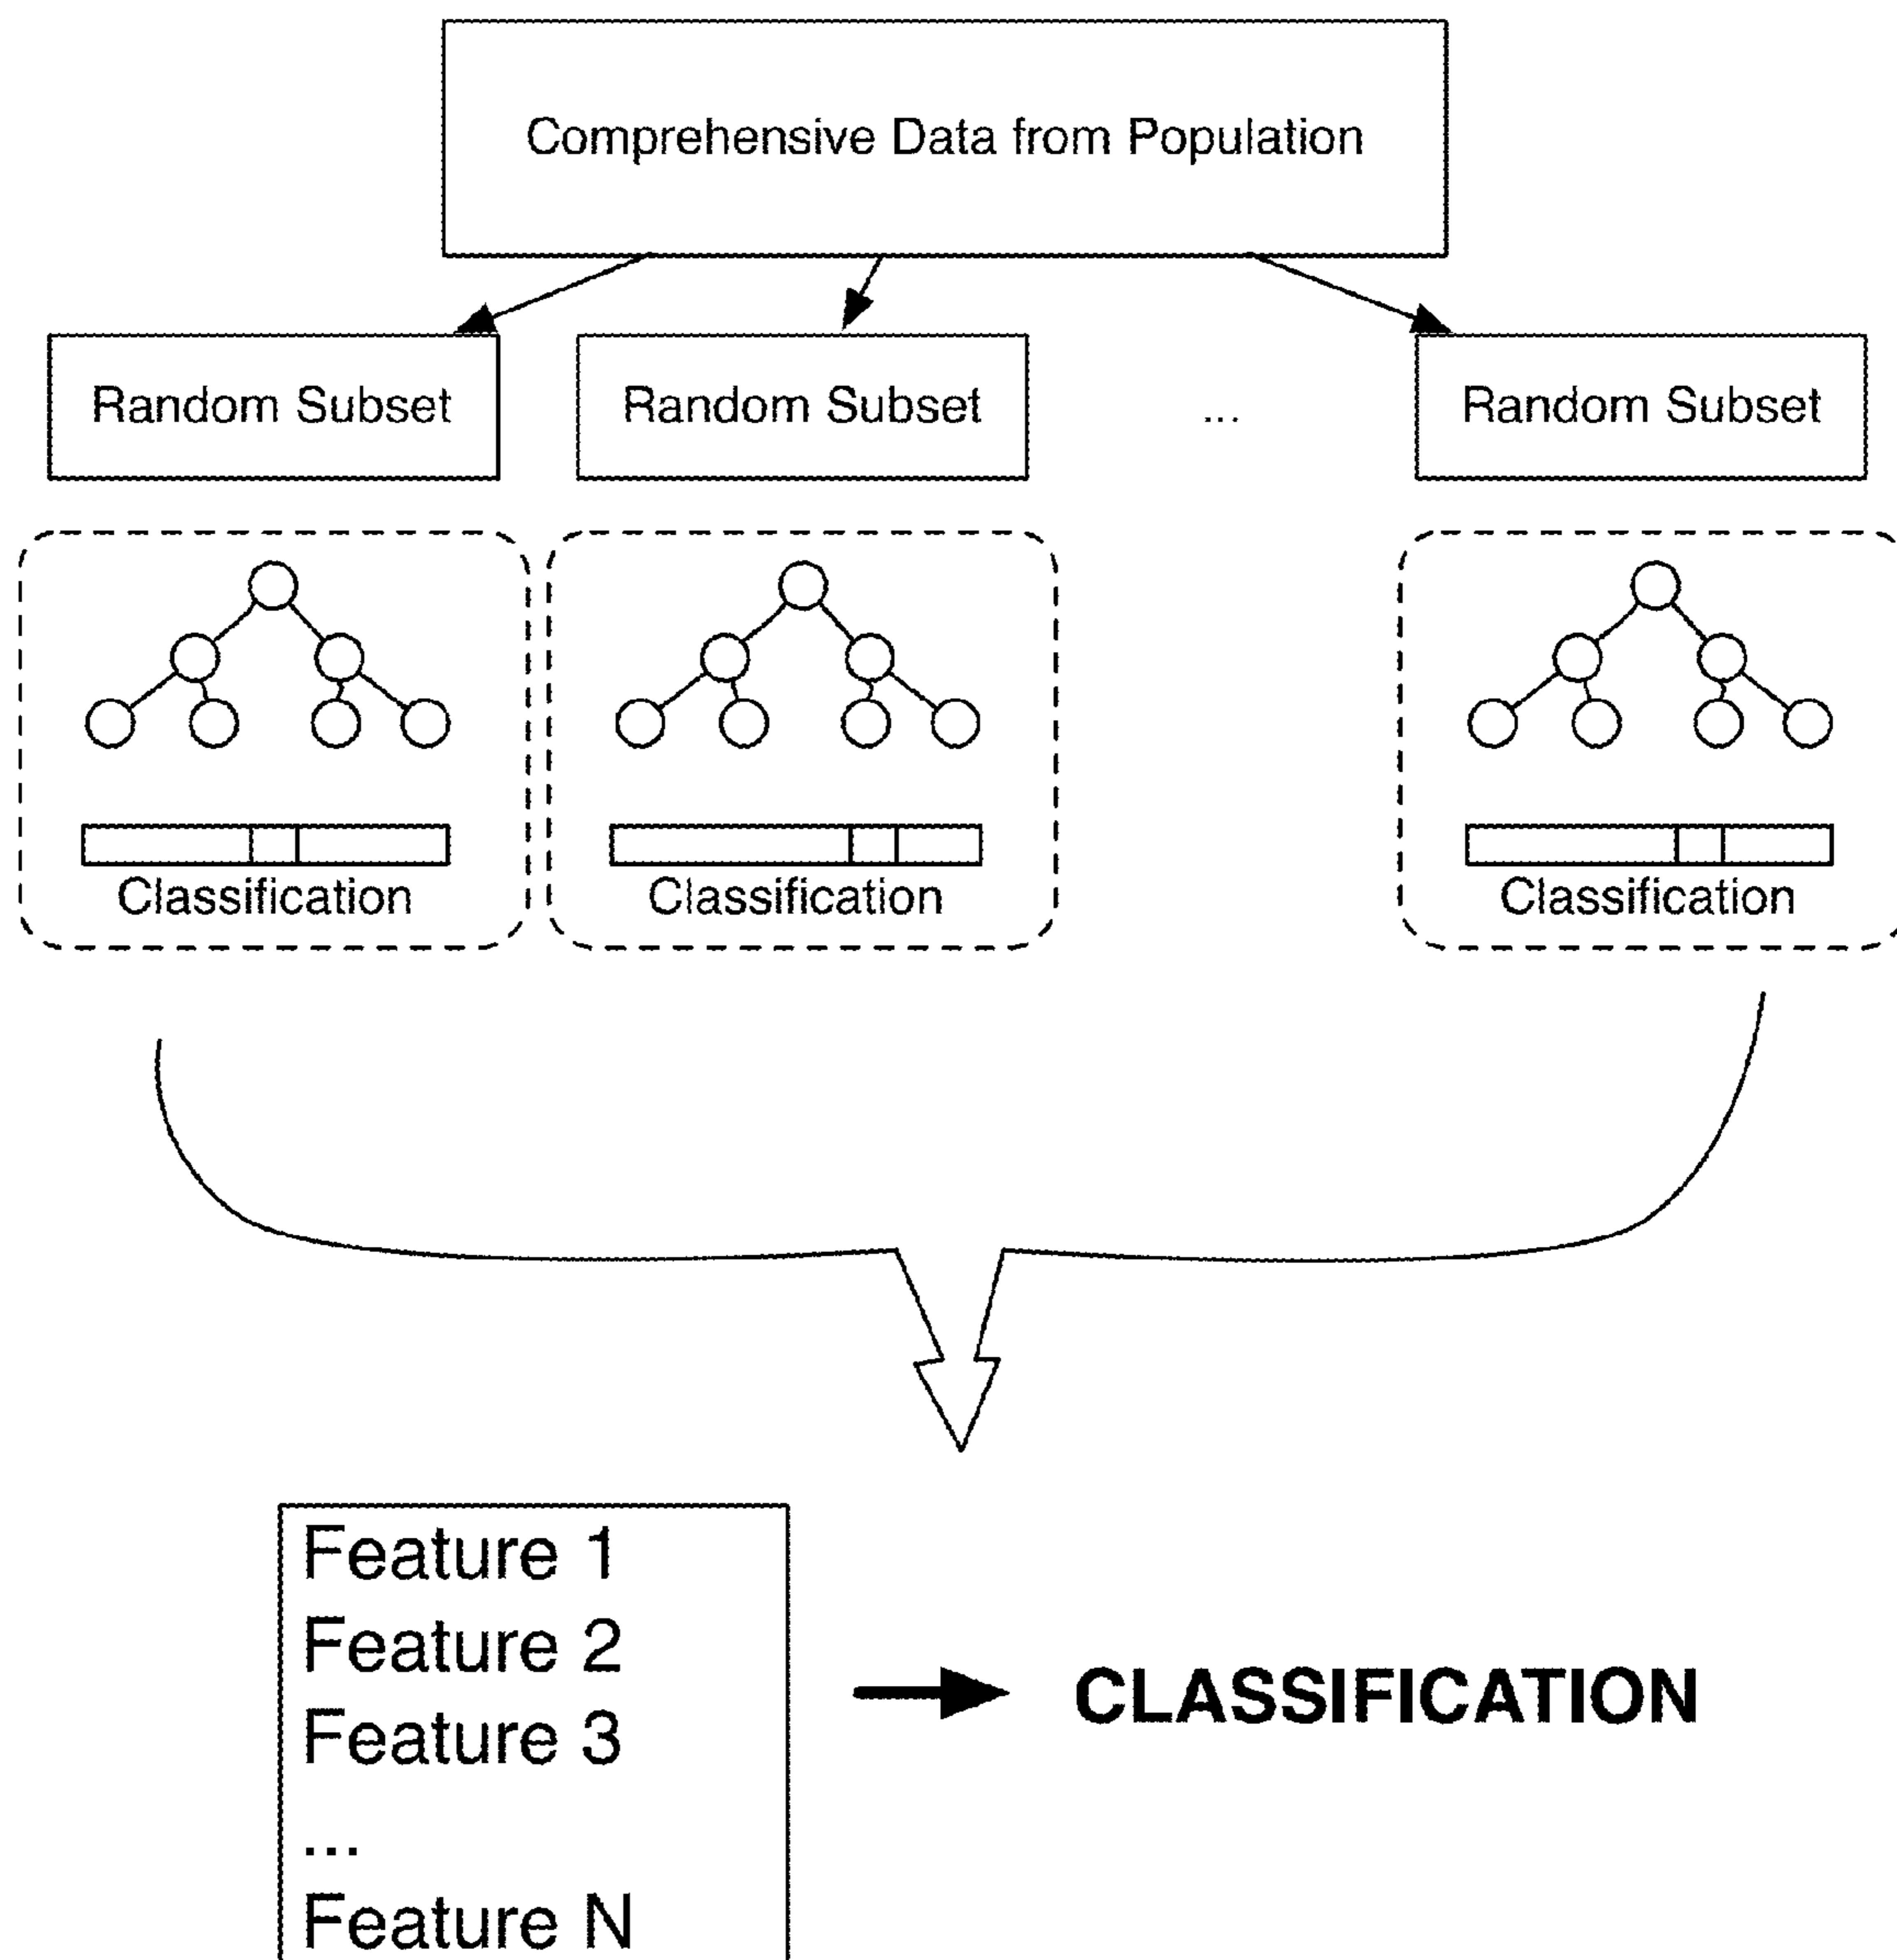 Comprehensive Data from Population
Random Subset
Random Subset
...
Random Subset
Classification
Classification
Classification
Feature 1
Feature 2
Feature 3
...
Feature N
CLASSIFICATION